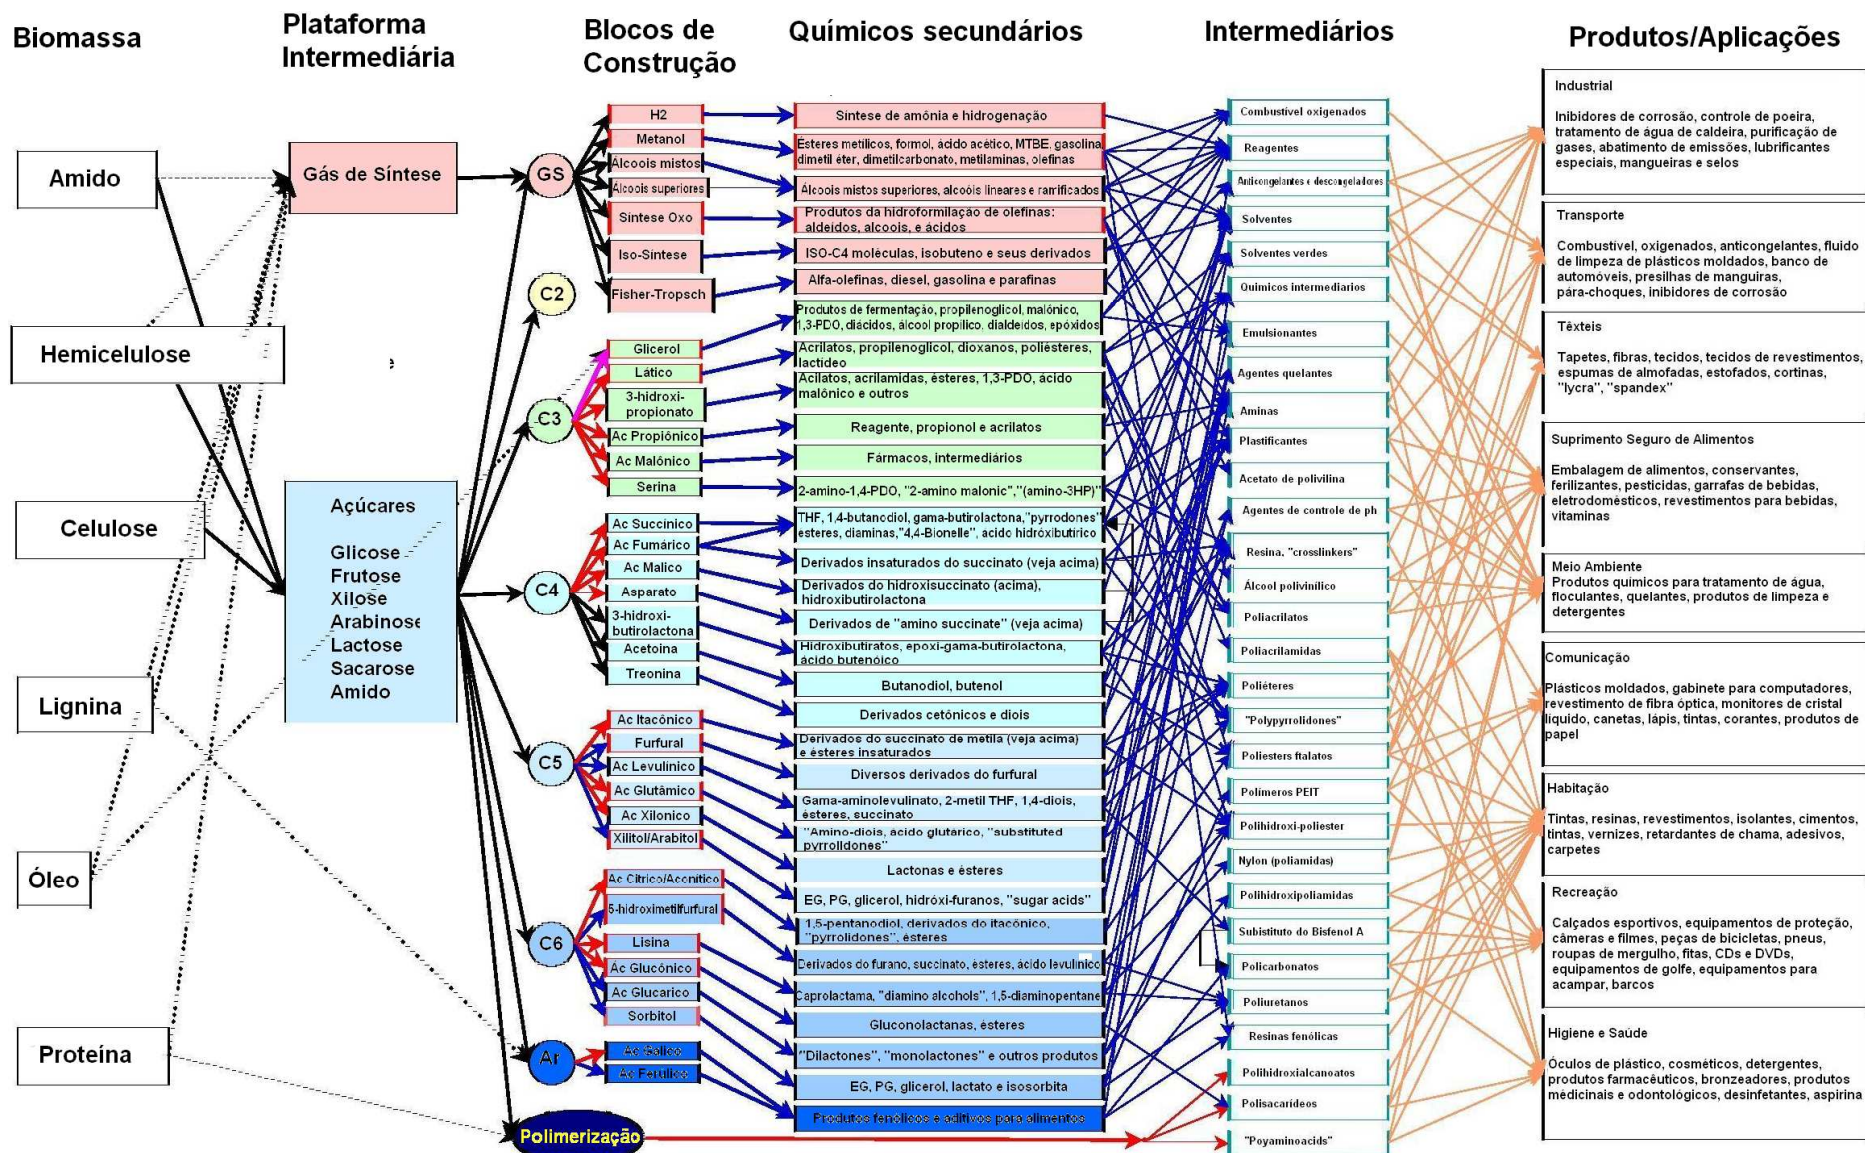 Biomassa
Plataforma
Intermediária
Blocos de
Construção
Químicos secundários
Intermediários
Produtos/Aplicações
Amido
Hemicelulose
Celulose
Lignina
Óleo
Proteína
Gás de Síntese
e
Açúcares
Glicose
Frutose
Xilose
Arabinose
Lactose
Sacarose
Amido
GS
C2
C3
C4
C5
C6
Ar
Polimerização
H2
Metanol
Álcoois mistos
Álcoois superiores
Síntese Oxo
Iso-Síntese
Fisher-Tropsch
Glicerol
Lático
3-hidroxi-
propionato
Ac Propiônico
Ac Malônico
Serina
Ac Succínico
Ac Fumárico
Ac Malico
Asparato
3-hidroxi-
butirolactona
Acetoina
Treonina
Ac Itacônico
Furfural
Ac Levulínico
Ac Glutâmico
Ac Xilonico
Xilitol/Arabitol
Ac Cítrico/Aconítico
5-hidroximetilfurfural
Lisina
Ac Glucônico
Ac Glucarico
Sorbitol
Ac Gálico
Ac Ferulico
Síntese de amônia e hidrogenação
Ésteres metílicos, formol, ácido acético, MTBE, gasolina
dimetil éter, dimetilcarbonato, metilaminas, olefinas
Álcoois mistos superiores, alcoóis lineares e ramificados
Produtos da hidroformilação de olefinas:
aldeídos, alcoois, e ácidos
ISO-C4 moléculas, isobuteno e seus derivados
Alfa-olefinas, diesel, gasolina e parafinas
Produtos de fermentação, propilenoglicol, malônico,
1,3-PDO, diácidos, álcool propílico, dialdeídos, epóxidos
Acrilatos, propilenoglicol, dioxanos, poliésteres,
lactídeo
Acilatos, acrilamidas, ésteres, 1,3-PDO, ácido
malônico e outros
Reagente, propionol e acrilatos
Fármacos, intermediários
2-amino-1,4-PDO, "2-amino malonic","(amino-3HP)"
THF, 1,4-butanodiol, gama-butirolactona,"pyrrodones"
esteres, diaminas,"4,4-Bionelle", acido hidróxibutírico
Derivados insaturados do succinato (veja acima)
Derivados do hidroxisuccinato (acima),
hidroxibutirolactona
Derivados de "amino succinate" (veja acima)
Hidroxibutiratos, epoxi-gama-butirolactona,
ácido butenóico
Butanodiol, butenol
Derivados cetônicos e diois
Derivados do succinato de metila (veja acima)
e ésteres insaturados
Diversos derivados do furfural
Gama-aminolevulinato, 2-metil THF, 1,4-diois,
ésteres, succinato
"Amino-diois, ácido glutárico, "substituted
pyrrolldones"
Lactonas e ésteres
EG, PG, glicerol, hidróxi-furanos, "sugar acids"
1,5-pentanodiol, derivados do itacônico,
"pyrrolidones", ésteres
Derivados do furano, succinato, ésteres, ácido levulínico
Caprolactama, "diamino alcohols", 1,5-diaminopentane
Gluconolactanas, ésteres
"Dilactones", "monolactones" e outros produtos
EG, PG, glicerol, lactato e isosorbita
Produtos fenólicos e aditivos para alimentos
Combustível oxigenados
Reagentes
Anticongelantes e descongeladores
Solventes
Solventes verdes
Quimicos intermediarios
Emulsionantes
Agentes quelantes
Aminas
Plastificantes
Acetato de polivilina
Agentes de controle de ph
Resina, "crosslinkers"
Álcool polivinílico
Poliacrilatos
Poliacrilamidas
Poliéteres
"Polypyrrolidones"
Poliesters ftalatos
Polímeros PEIT
Polihidroxi-poliester
Nylon (poliamidas)
Polihidroxipoliamidas
Subistituto do Bisfenol A
Policarbonatos
Poliuretanos
Resinas fenólicas
Polihidroxialcanoatos
Polisacarídeos
"Poyaminoacids"
Industrial
Inibidores de corrosão, controle de poeira,
tratamento de água de caldeira, purificação de
gases, abatimento de emissões, lubrificantes
especiais, mangueiras e selos
Transporte
Combustível, oxigenados, anticongelantes, fluido
de limpeza de plásticos moldados, banco de
automóveis, presilhas de manguiras,
pára-choques, inibidores de corrosão
Têxteis
Tapetes, fibras, tecidos, tecidos de revestimentos,
espumas de almofadas, estofados, cortinas,
"lycra", "spandex"
Suprimento Seguro de Alimentos
Embalagem de alimentos, conservantes,
ferilizantes, pesticidas, garrafas de bebidas,
eletrodomésticos, revestimentos para bebidas,
vitaminas
Meio Ambiente
Produtos químicos para tratamento de água,
floculantes, quelantes, produtos de limpeza e
detergentes
Comunicação
Plásticos moldados, gabinete para computadores,
revestimento de fibra óptica, monitores de cristal
líquido, canetas, lápis, tintas, corantes, produtos de
papel
Habitação
Tintas, resinas, revestimentos, isolantes, cimentos,
tintas, vernizes, retardantes de chama, adesivos,
carpetes
Recreação
Calçados esportivos, equipamentos de proteção,
câmeras e filmes, peças de bicicletas, pneus,
roupas de mergulho, fitas, CDs e DVDs,
equipamentos de golfe, equipamentos para
acampar, barcos
Higiene e Saúde
Óculos de plástico, cosméticos, detergentes,
produtos farmacêuticos, bronzeadores, produtos
médicinais e odontológicos, desinfetantes, aspirina